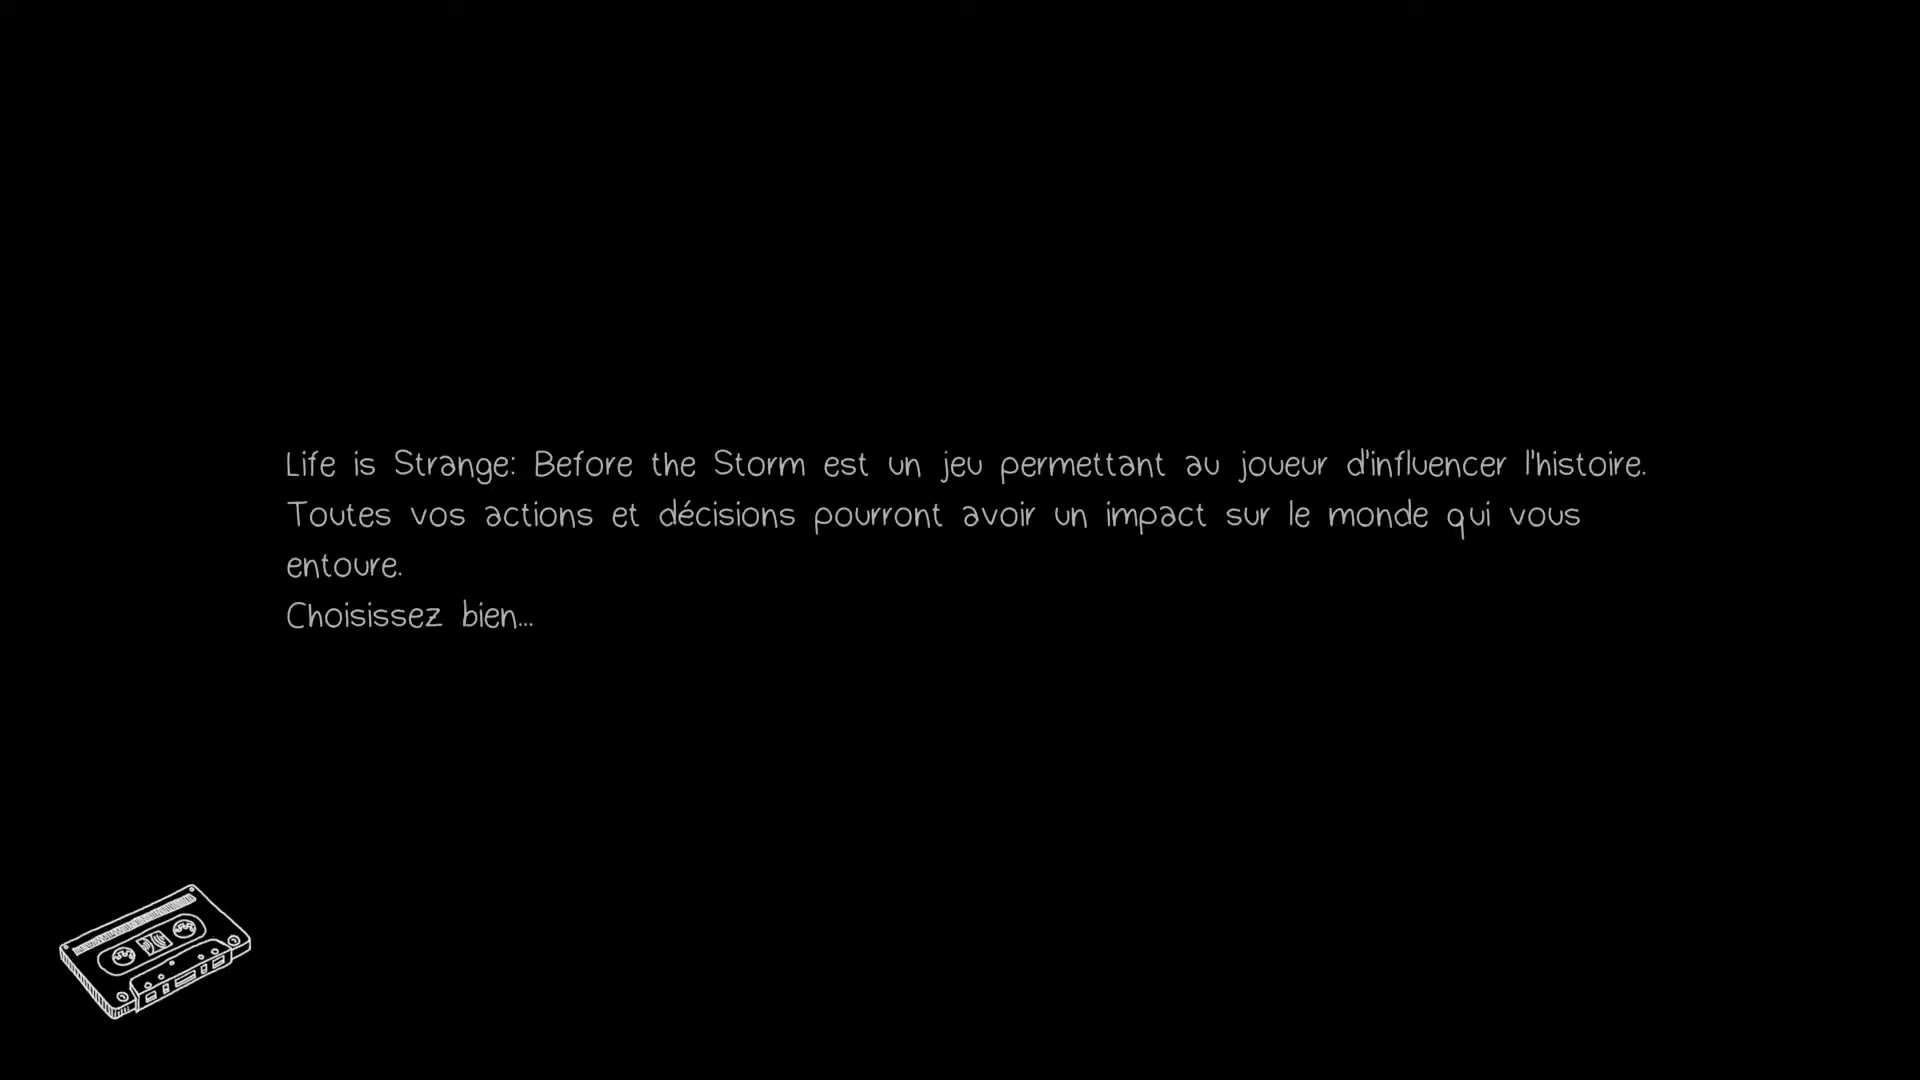 Life is Strange: Before the Storm est un jeu permettant au joueur d'influencer l'histoire.
Toutes vos actions et décisions pourront avoir un impact sur le monde qui vous
entoure.
Choisissez bien...